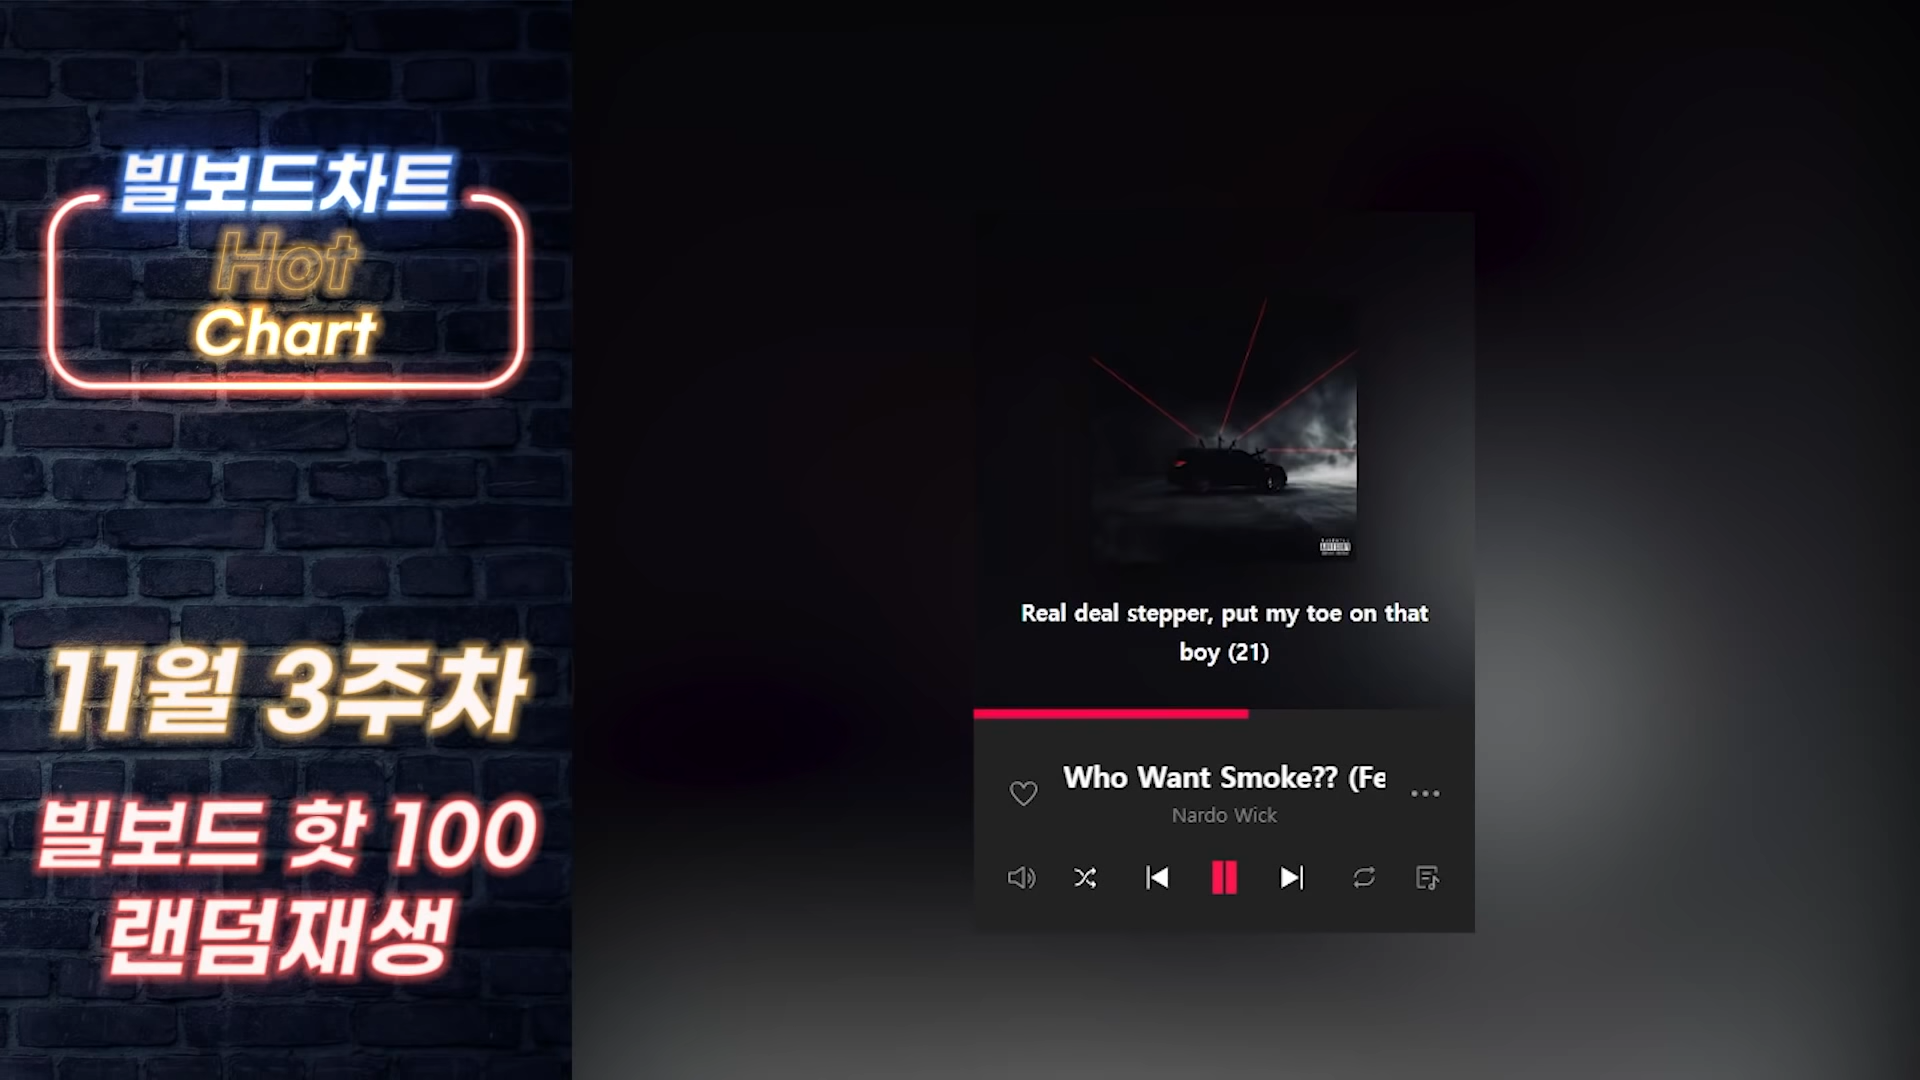 빌보드차트
Hot
Chart
11월 3주차
빌보드 핫 100
랜덤재생
Real deal stepper, put my toe on that
boy (21)
Who Want Smoke?? (Fe
Nardo Wick